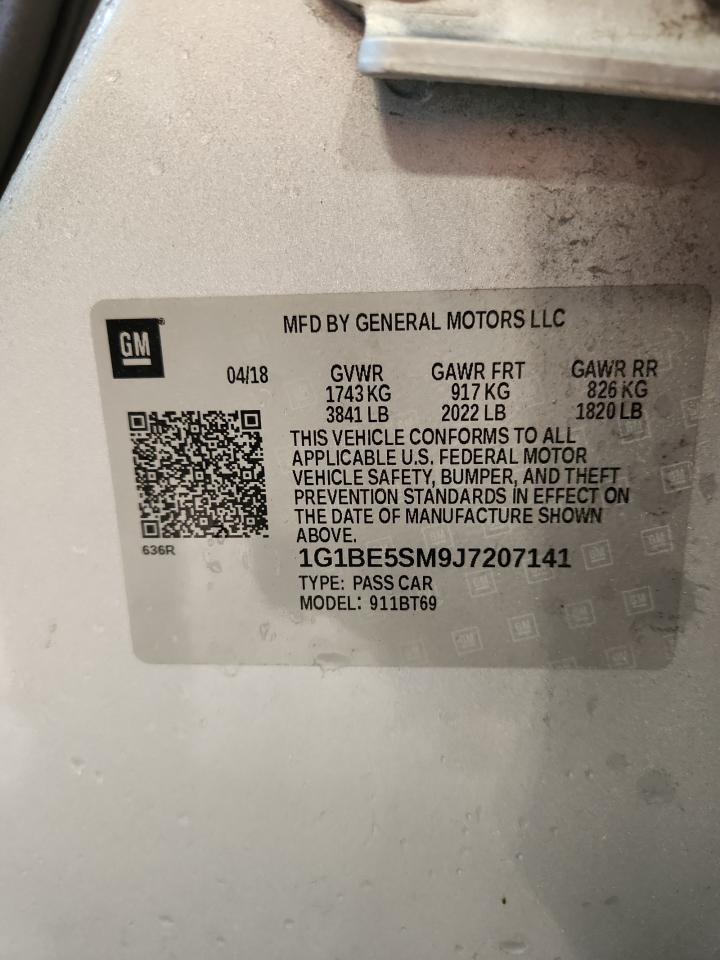 GM
MFD BY GENERAL MOTORS LLC
04/18
GVWR GAWR FRT GAWR RR
1743 KG 917 KG 826 KG
3841 LB 2022 LB 1820 LB
THIS VEHICLE CONFORMS TO ALL
APPLICABLE U.S. FEDERAL MOTOR
VEHICLE SAFETY, BUMPER, AND THEFT
PREVENTION STANDARDS IN EFFECT ON
THE DATE OF MANUFACTURE SHOWN
ABOVE.
636R
1G1BE5SM9J7207141
TYPE: PASS CAR
MODEL: 911BT69